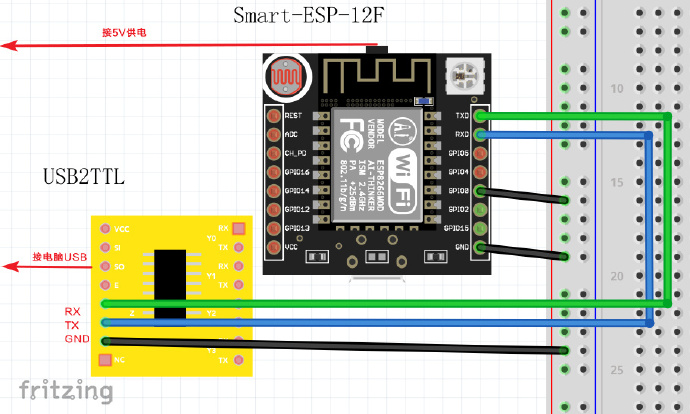 Smart-ESP-12F
接5V供电
REST
ADC
CH_PD
GPIO16
GPIO14
GPIO12
GPIO13
VCC
TXD
RXD
GPIO5
GPIO4
GPIO0
GPIO2
GPIO15
GND
Ai
WiFi
FC
MODEL ESP8266MOD
VENDOR AI-THINKER
ISM 2.4GHz
PA +25dBm
802.11b/g/n
10
15
20
25
USB2TTL
接电脑USB
VCC
SI
SO
E
Z
NC
RX
Y0
TX
RX
Y1
TX
Y2
Y3
TX
RX
TX
GND
fritzing